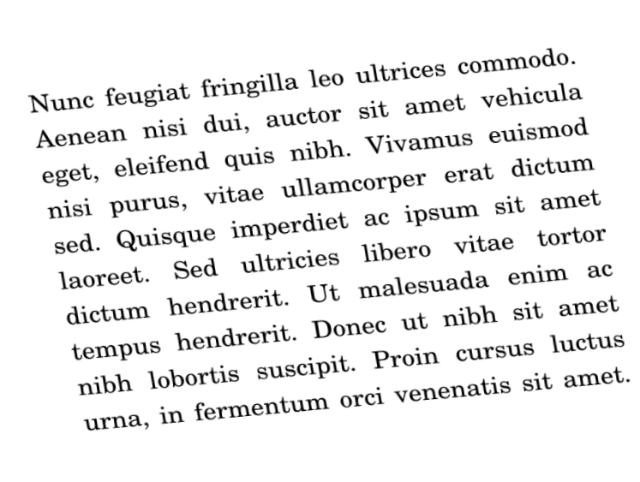 Nunc feugiat fringilla leo ultrices commodo.
Aenean nisi dui, auctor sit amet vehicula
eget, eleifend quis nibh. Vivamus euismod
nisi purus, vitae ullamcorper erat dictum
sed. Quisque imperdiet ac ipsum sit amet
laoreet. Sed ultricies libero vitae tortor
dictum hendrerit. Ut malesuada enim ac
tempus hendrerit. Donec ut nibh sit amet
nibh lobortis suscipit. Proin cursus luctus
urna, in fermentum orci venenatis sit amet.